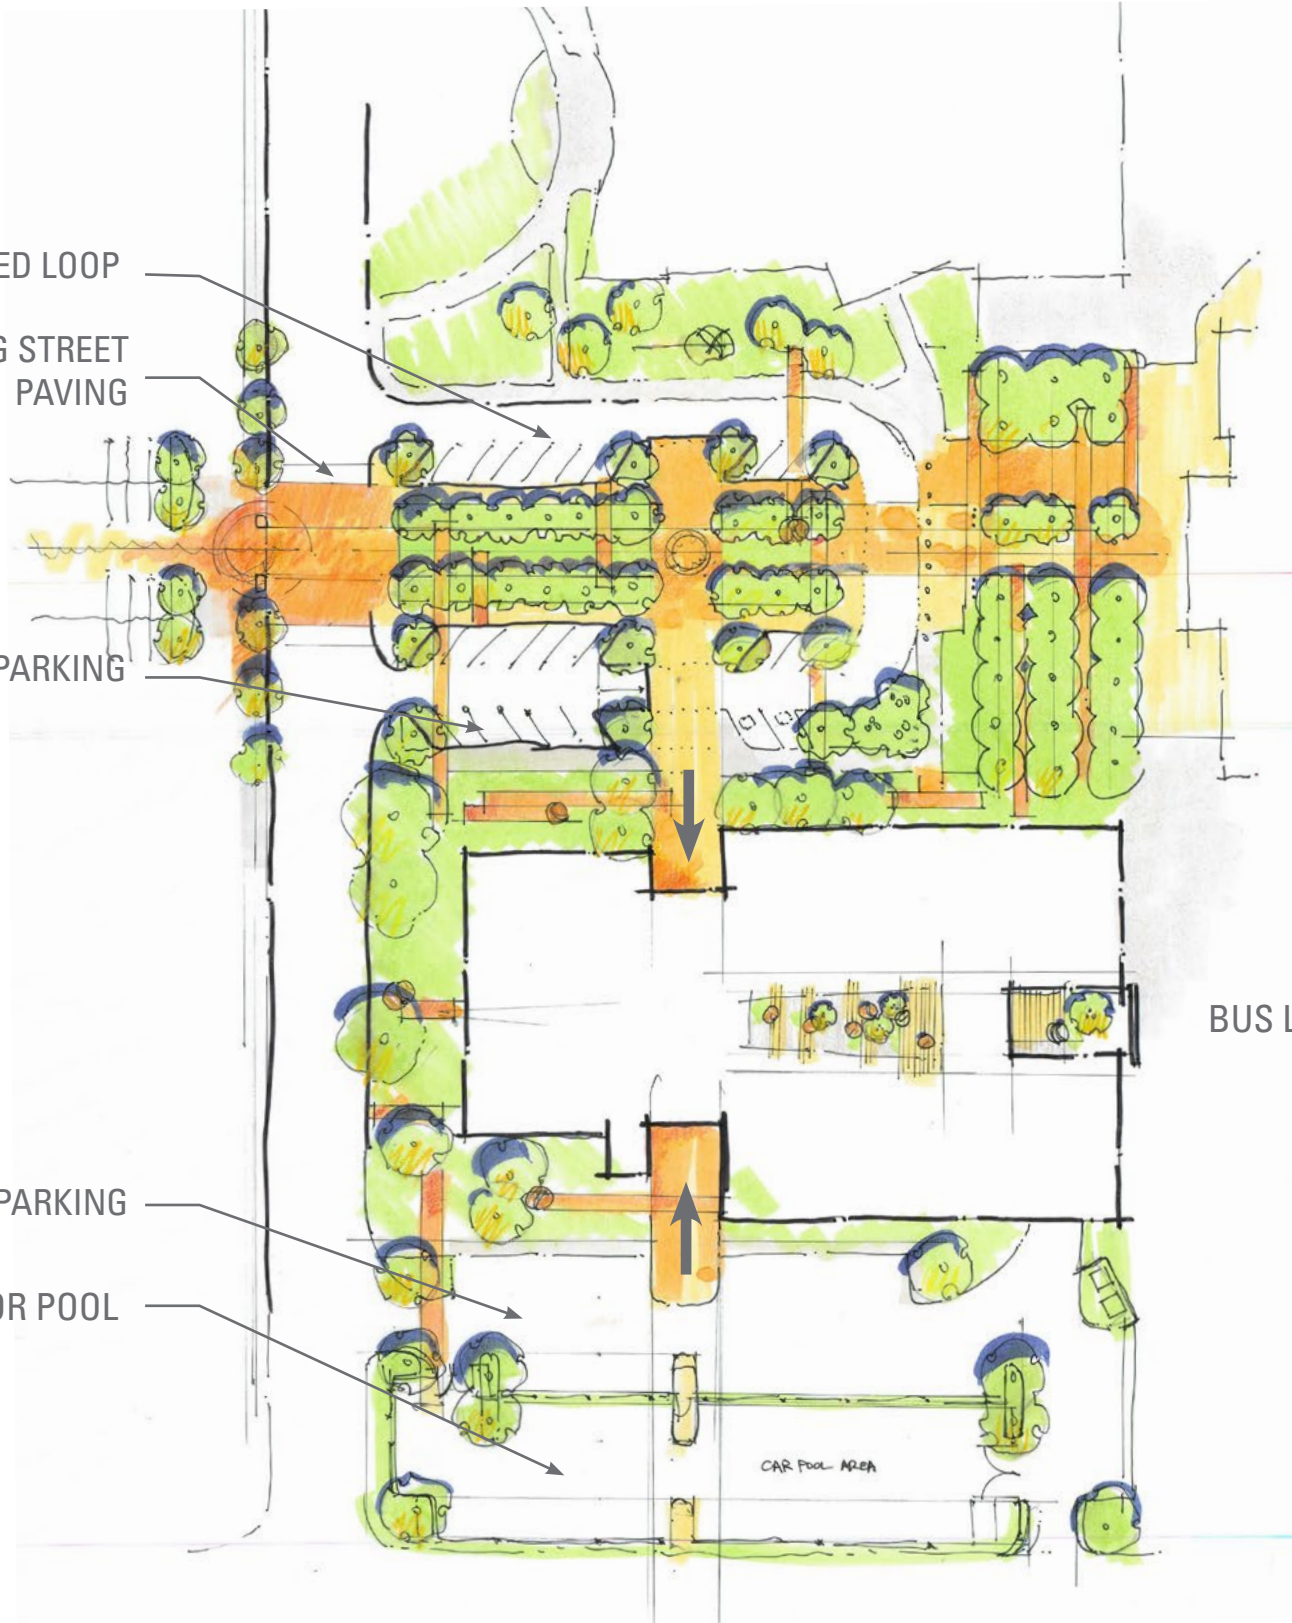 ED LOOP
G STREET
PAVING
PARKING
BUS L
PARKING
OR POOL
CAR POOL AREA